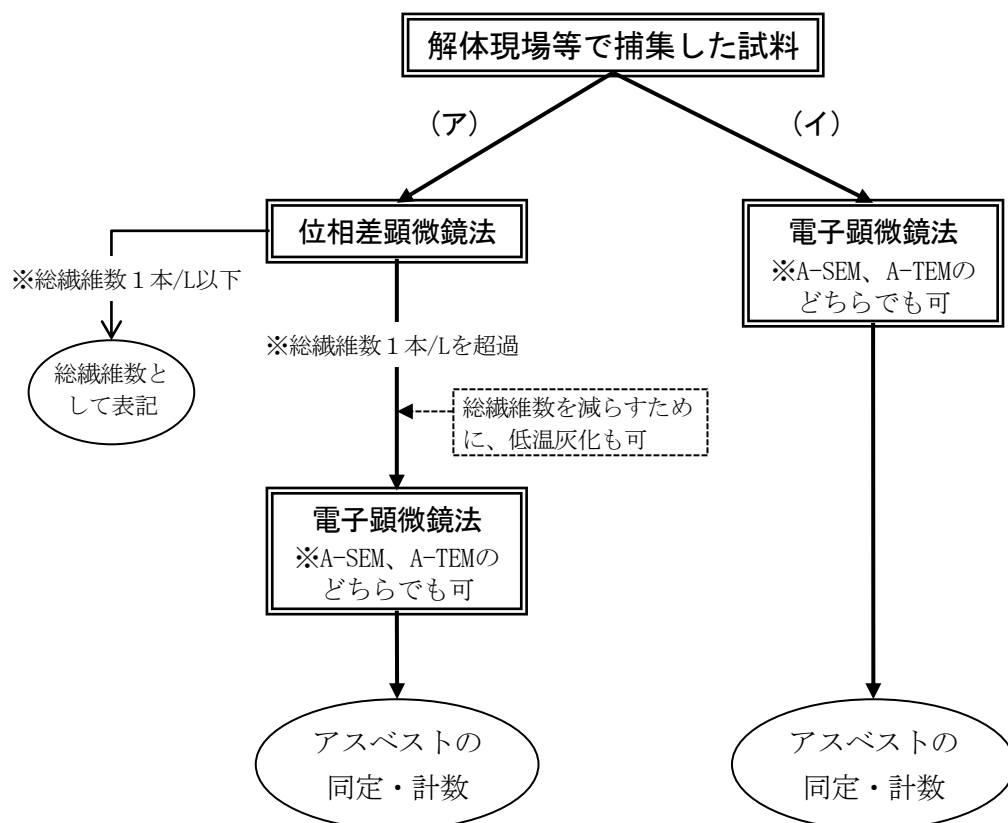 解体現場等で捕集した試料
（ア）
（イ）
位相差顕微鏡法
※総繊維数１本/L以下
総繊維数と
して表記
※総繊維数１本/Lを超過
総繊維数を減らすため
に、低温灰化も可
電子顕微鏡法
※A-SEM、A-TEMの
どちらでも可
アスベストの
同定・計数
電子顕微鏡法
※A-SEM、A-TEMの
どちらでも可
アスベストの
同定・計数